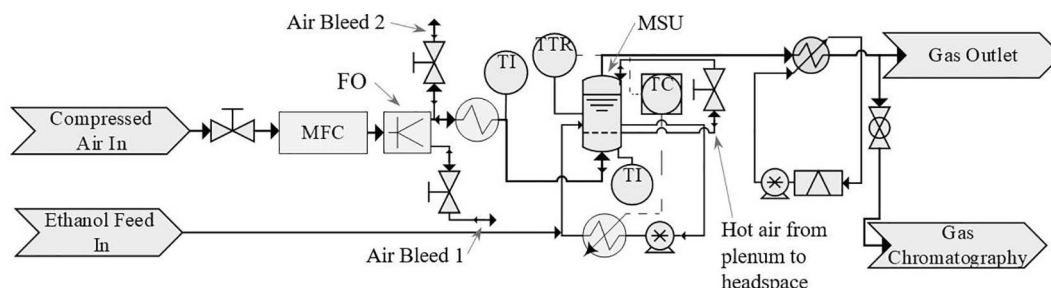 Air Bleed 2
MSU
TTR
TI
FO
TC
Gas Outlet
Compressed
Air In
MFC
TI
Ethanol Feed
In
Air Bleed 1
Hot air from
plenum to
headspace
Gas
Chromatography